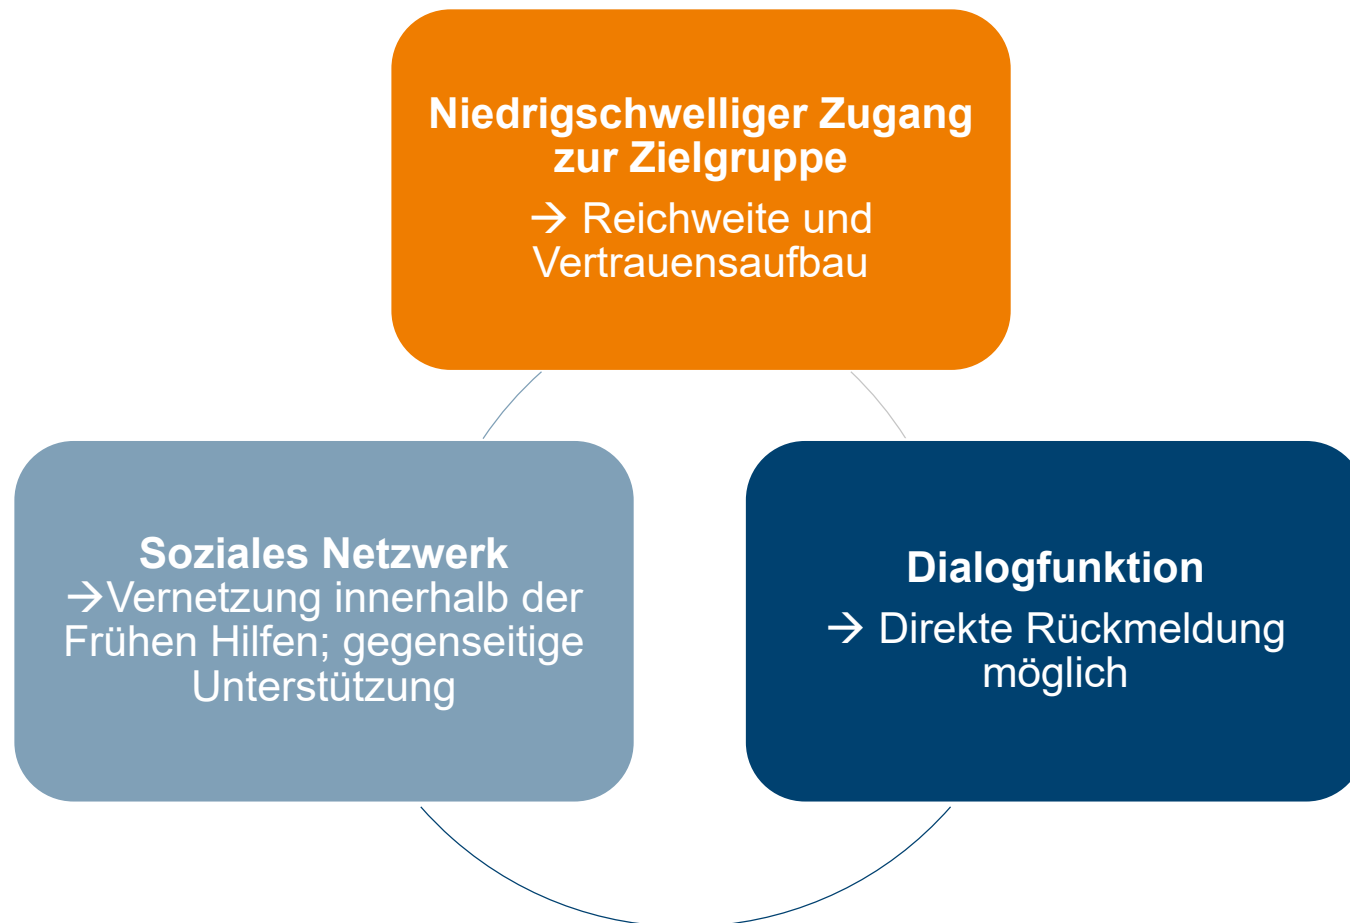 Niedrigschwelliger Zugang
zur Zielgruppe
→ Reichweite und
Vertrauensaufbau
Soziales Netzwerk
→Vernetzung innerhalb der
Frühen Hilfen; gegenseitige
Unterstützung
Dialogfunktion
→ Direkte Rückmeldung
möglich